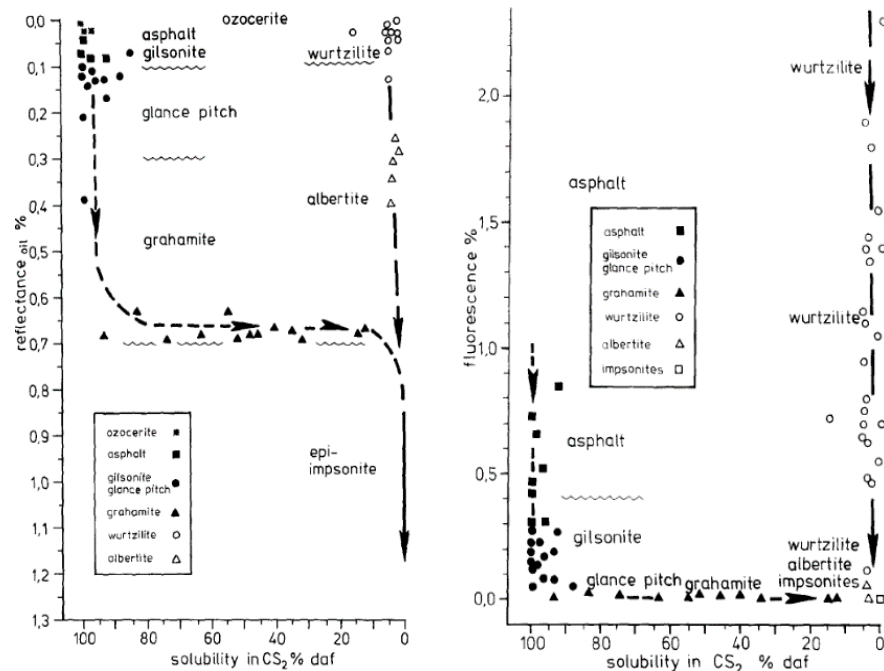 ozocerite
asphalt
gilsonite
wurtzilite
glance pitch
albertite
grahamite
epi-
impsonite
0,0
0,1
0,2
0,3
0,4
0,5
0,6
0,7
0,8
0,9
1,0
1,1
1,2
1,3
reflectance oil %
ozocerite
asphalt
gilsonite
glance pitch
grahamite
wurtzilite
albertite
100 80 60 40 20 0
solubility in CS2 % daf
2.0
1.5
1.0
0,5
0,0
fluorescence %
wurtzilite
asphalt
asphalt
gilsonite
glance pitch
grahamite
wurtzilite
albertite
impsonites
wurtzilite
asphalt
gilsonite
wurtzilite
albertite
glance pitch grahamite impsonites
100 80 60 40 20 0
solubility in CS2 % daf